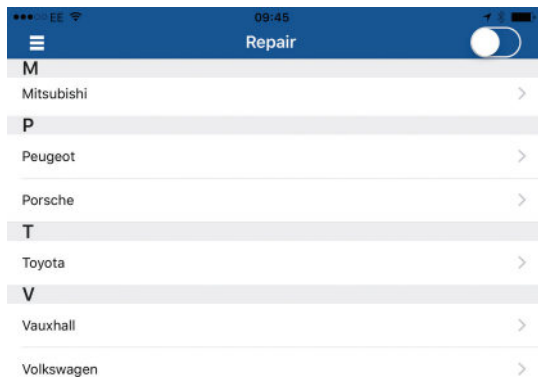 EE 09:45
Repair
M
Mitsubishi
P
Peugeot
Porsche
T
Toyota
V
Vauxhall
Volkswagen